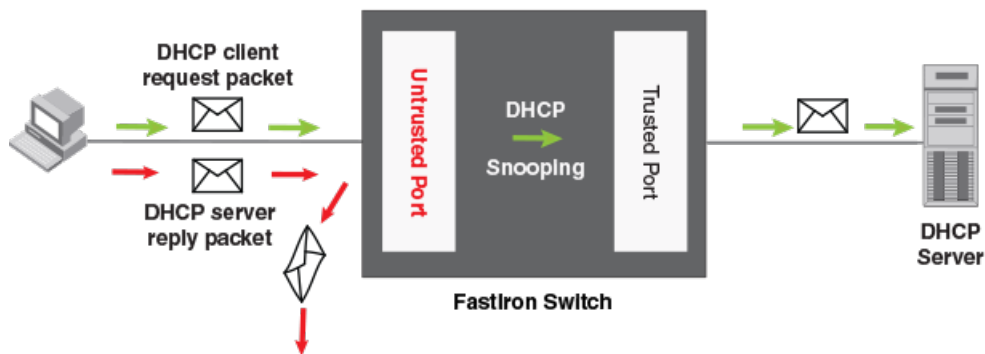 DHCP client
request packet
DHCP server
reply packet
Untrusted Port
DHCP
Snooping
Trusted Port
DHCP
Server
FastIron Switch